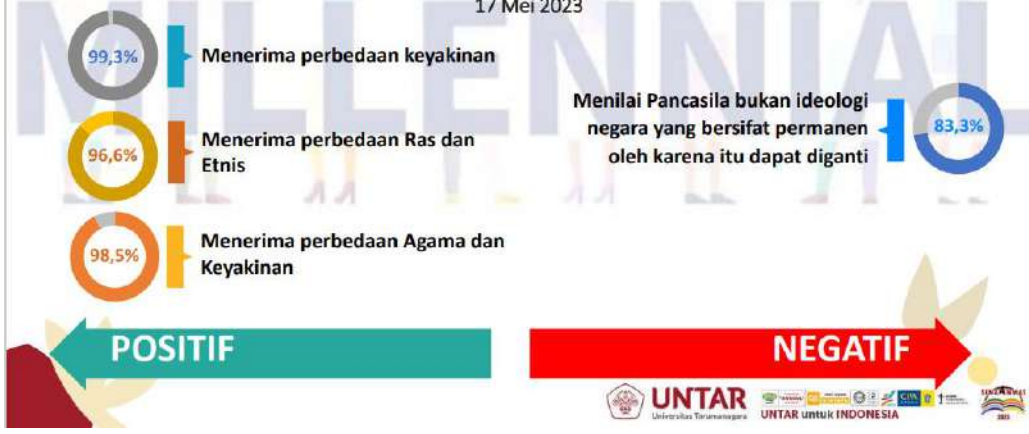 17 Mei 2023
MILLENNIAL
99,3%
Menerima perbedaan keyakinan
96,6%
Menerima perbedaan Ras dan
Etnis
98,5%
Menerima perbedaan Agama dan
Keyakinan
Menilai Pancasila bukan ideologi
negara yang bersifat permanen
oleh karena itu dapat diganti
83,3%
POSITIF
NEGATIF
UNTAR
Universitas Tarumanagara
UNTAR untuk INDONESIA
CPA
2023